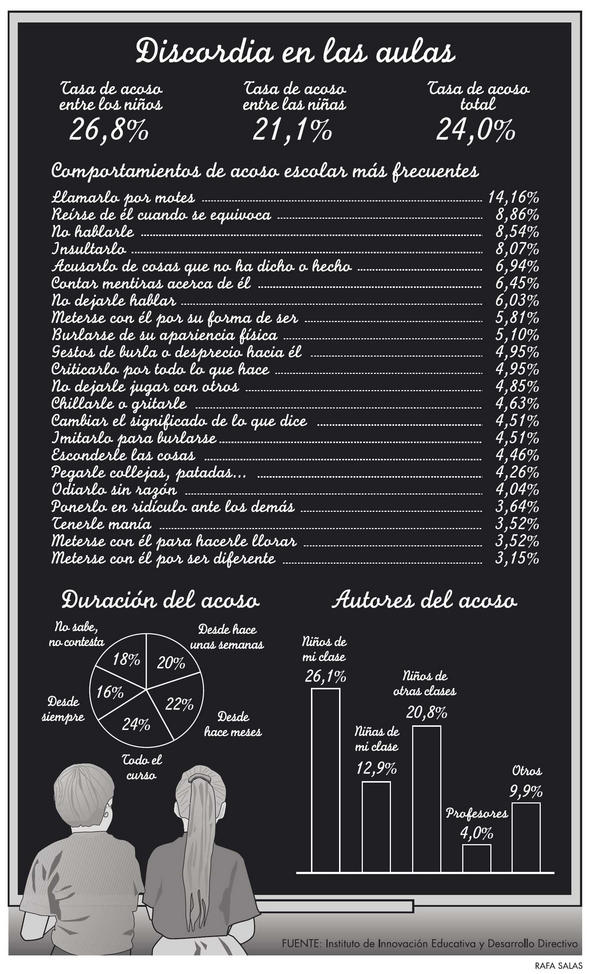 Discordia en las aulas
Tasa de acoso entre los niños
26,8%
Tasa de acoso entre las niñas
21,1%
Tasa de acoso total
24,0%
Comportamientos de acoso escolar más frecuentes
Llamarlo por motes 14,16%
Reírse de él cuando se equivoca 8,86%
No hablarle 8,54%
Insultarlo 8,07%
Acusarlo de cosas que no ha dicho o hecho 6,94%
Contar mentiras acerca de él 6,45%
No dejarle hablar 6,03%
Meterse con él por su forma de ser 5,81%
Burlarse de su apariencia física 5,10%
Gestos de burla o desprecio hacia él 4,95%
Criticarlo por todo lo que hace 4,95%
No dejarle jugar con otros 4,85%
Chillarle o gritarle 4,63%
Cambiar el significado de lo que dice 4,51%
Imitarlo para burlarse 4,51%
Esconderle las cosas 4,46%
Pegarle collejas, patadas... 4,26%
Odiarlo sin razón 4,04%
Ponerlo en ridículo ante los demás 3,64%
Tenerle manía 3,52%
Meterse con él para hacerle llorar 3,52%
Meterse con él por ser diferente 3,15%
Duración del acoso
No sabe,
no contesta
18%
Desde hace
unas semanas
20%
Desde
siempre
16%
22%
Desde
hace meses
24%
Todo el
curso
Autores del acoso
Niños de
mi clase
26,1%
Niñas de
mi clase
12,9%
Niños de
otras clases
20,8%
Profesores
4,0%
Otros
9,9%
FUENTE: Instituto de Innovación Educativa y Desarrollo Directivo
RAFA SALAS